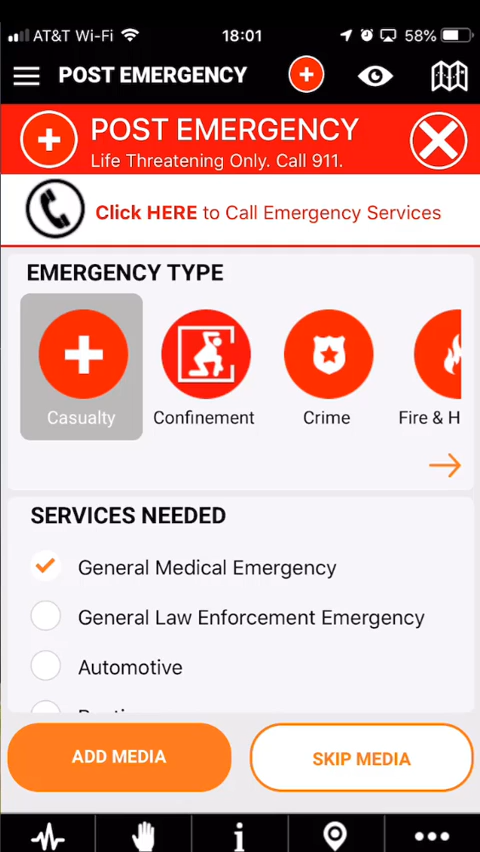 AT&T Wi-Fi 18:01 58%
POST EMERGENCY
POST EMERGENCY
Life Threatening Only. Call 911.
Click HERE to Call Emergency Services
EMERGENCY TYPE
Casualty Confinement Crime Fire & H
SERVICES NEEDED
General Medical Emergency
General Law Enforcement Emergency
Automotive
ADD MEDIA SKIP MEDIA